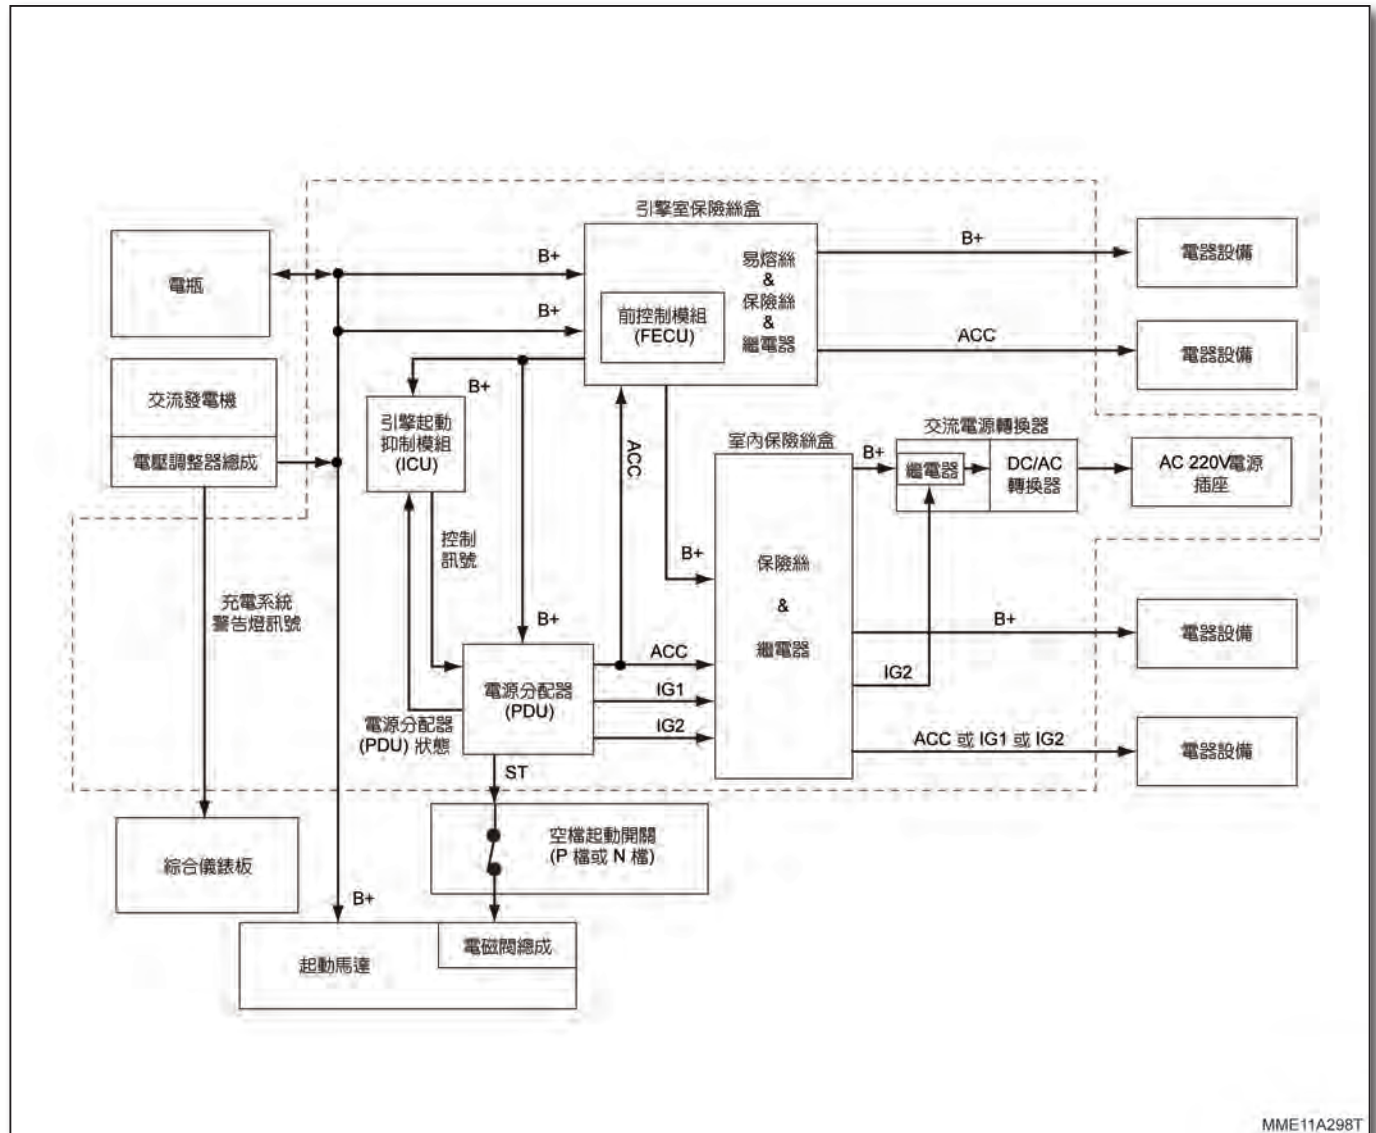 引擎室保險絲盒
電瓶
B+
B+
易熔絲
&
保險絲
&
繼電器
前控制模組
(FECU)
B+
電器設備
ACC
電器設備
交流發電機
電壓調整器總成
B+
引擎起動
抑制模組
(ICU)
ACC
室內保險絲盒
交流電源轉換器
B+
繼電器
DC/AC
轉換器
AC 220V電源
插座
控制
訊號
B+
保險絲
&
繼電器
充電系統
警告燈訊號
B+
B+
電器設備
電源分配器
(PDU)
ACC
IG1
IG2
IG2
電源分配器
(PDU) 狀態
ACC 或 IG1 或 IG2
電器設備
ST
綜合儀錶板
空檔起動開關
(P 檔或 N 檔)
B+
起動馬達
電磁閥總成
MME11A298T